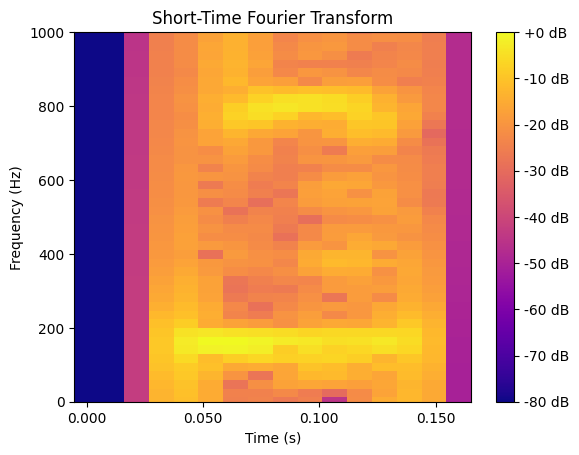 Short-Time Fourier Transform
1000
800
600
400
200
0
Frequency (Hz)
0.000
0.050
0.100
0.150
Time (s)
+0 dB
-10 dB
-20 dB
-30 dB
-40 dB
-50 dB
-60 dB
-70 dB
-80 dB